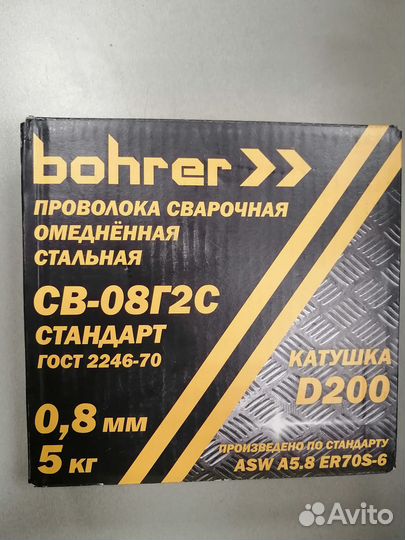 bohrer
ПРОВОЛОКА СВАРОЧНАЯ
ОМЕДНЁННАЯ
СТАЛЬНАЯ
СВ-08Г2С
СТАНДАРТ
ГОСТ 2246-70
КАТУШКА
D200
0,8 мм
5 кг
ПРОИЗВЕДЕНО ПО СТАНДАРТУ
ASW A5.8 ER70S-6
Avito